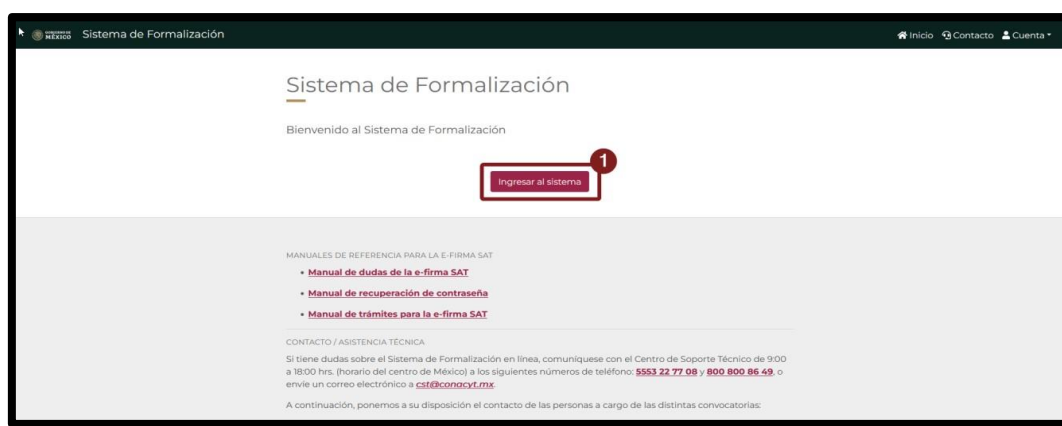 GOBIERNO DE MÉXICO Sistema de Formalización Inicio Contacto Cuenta
Sistema de Formalización
Bienvenido al Sistema de Formalización
1
Ingresar al sistema
MANUALES DE REFERENCIA PARA LA E-FIRMA SAT
• Manual de dudas de la e-firma SAT
• Manual de recuperación de contraseña
• Manual de trámites para la e-firma SAT
CONTACTO / ASISTENCIA TÉCNICA
Si tiene dudas sobre el Sistema de Formalización en línea, comuníquese con el Centro de Soporte Técnico de 9:00
a 18:00 hrs. (horario del centro de México) a los siguientes números de teléfono: 5553 22 77 08 y 800 800 86 49, o
envíe un correo electrónico a cst@conacyt.mx.
A continuación, ponemos a su disposición el contacto de las personas a cargo de las distintas convocatorias: